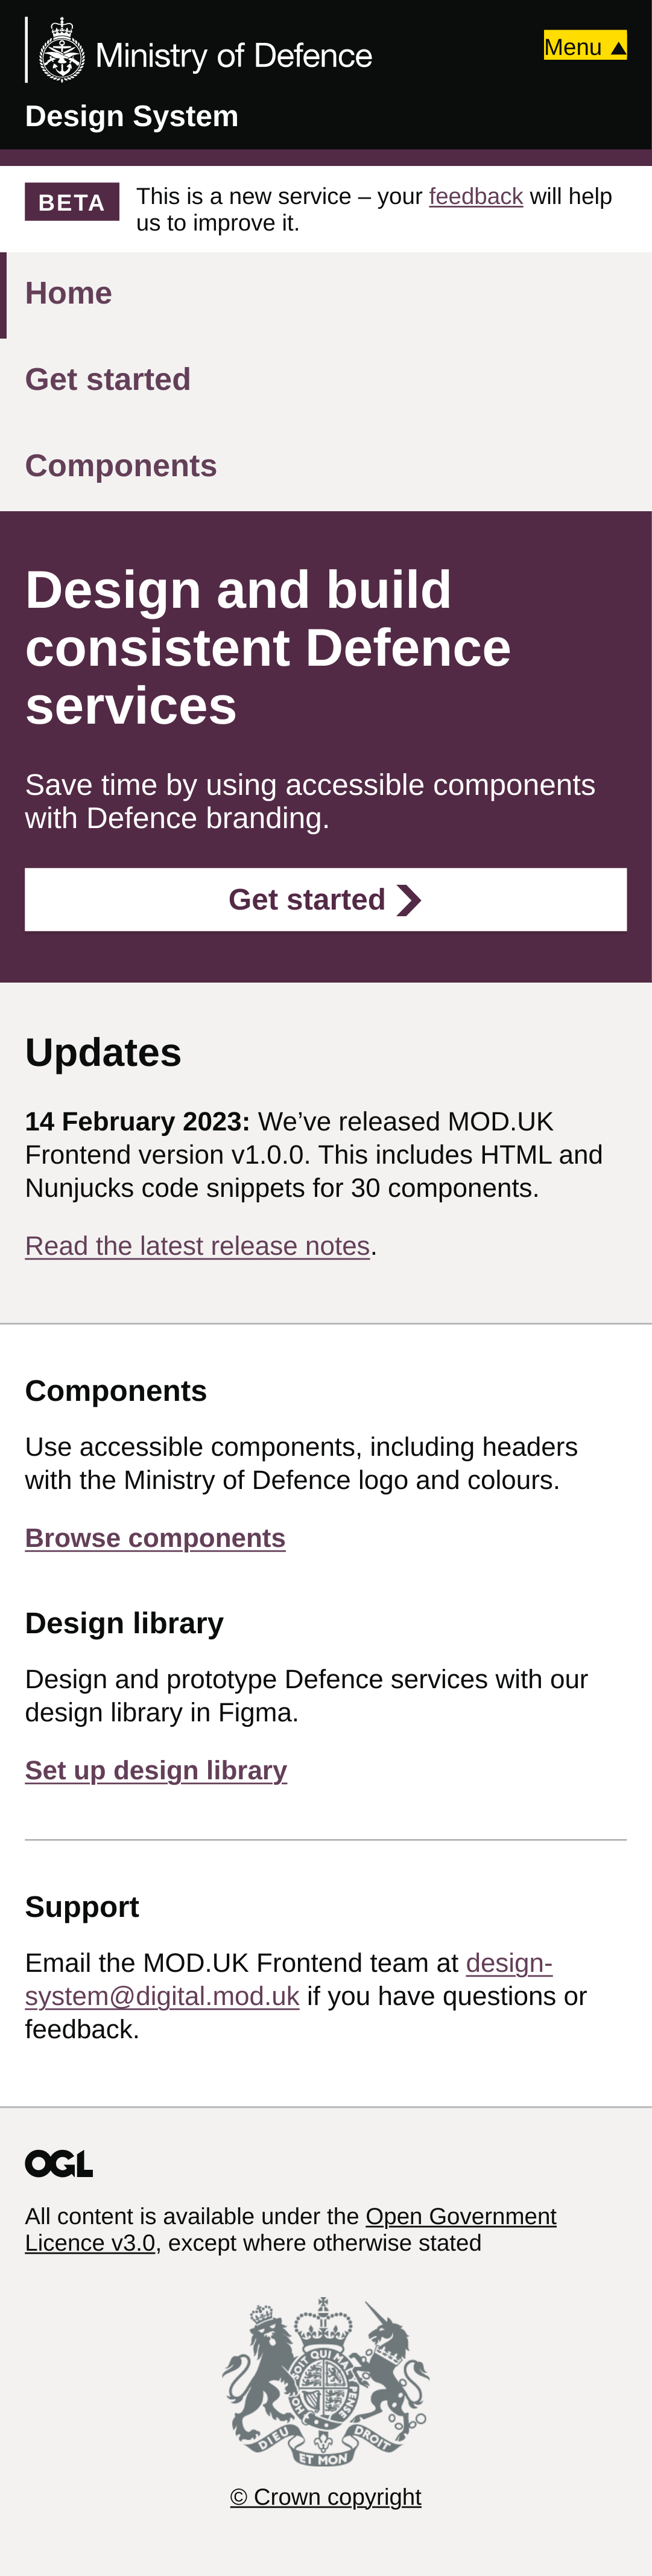 Ministry of Defence
Menu ▲
Design System
BETA
This is a new service – your feedback will help
us to improve it.
Home
Get started
Components
Design and build
consistent Defence
services
Save time by using accessible components
with Defence branding.
Get started
Updates
14 February 2023: We’ve released MOD.UK
Frontend version v1.0.0. This includes HTML and
Nunjucks code snippets for 30 components.
Read the latest release notes.
Components
Use accessible components, including headers
with the Ministry of Defence logo and colours.
Browse components
Design library
Design and prototype Defence services with our
design library in Figma.
Set up design library
Support
Email the MOD.UK Frontend team at design-
system@digital.mod.uk if you have questions or
feedback.
OGL
All content is available under the Open Government
Licence v3.0, except where otherwise stated
DIEU ET MON DROIT
© Crown copyright